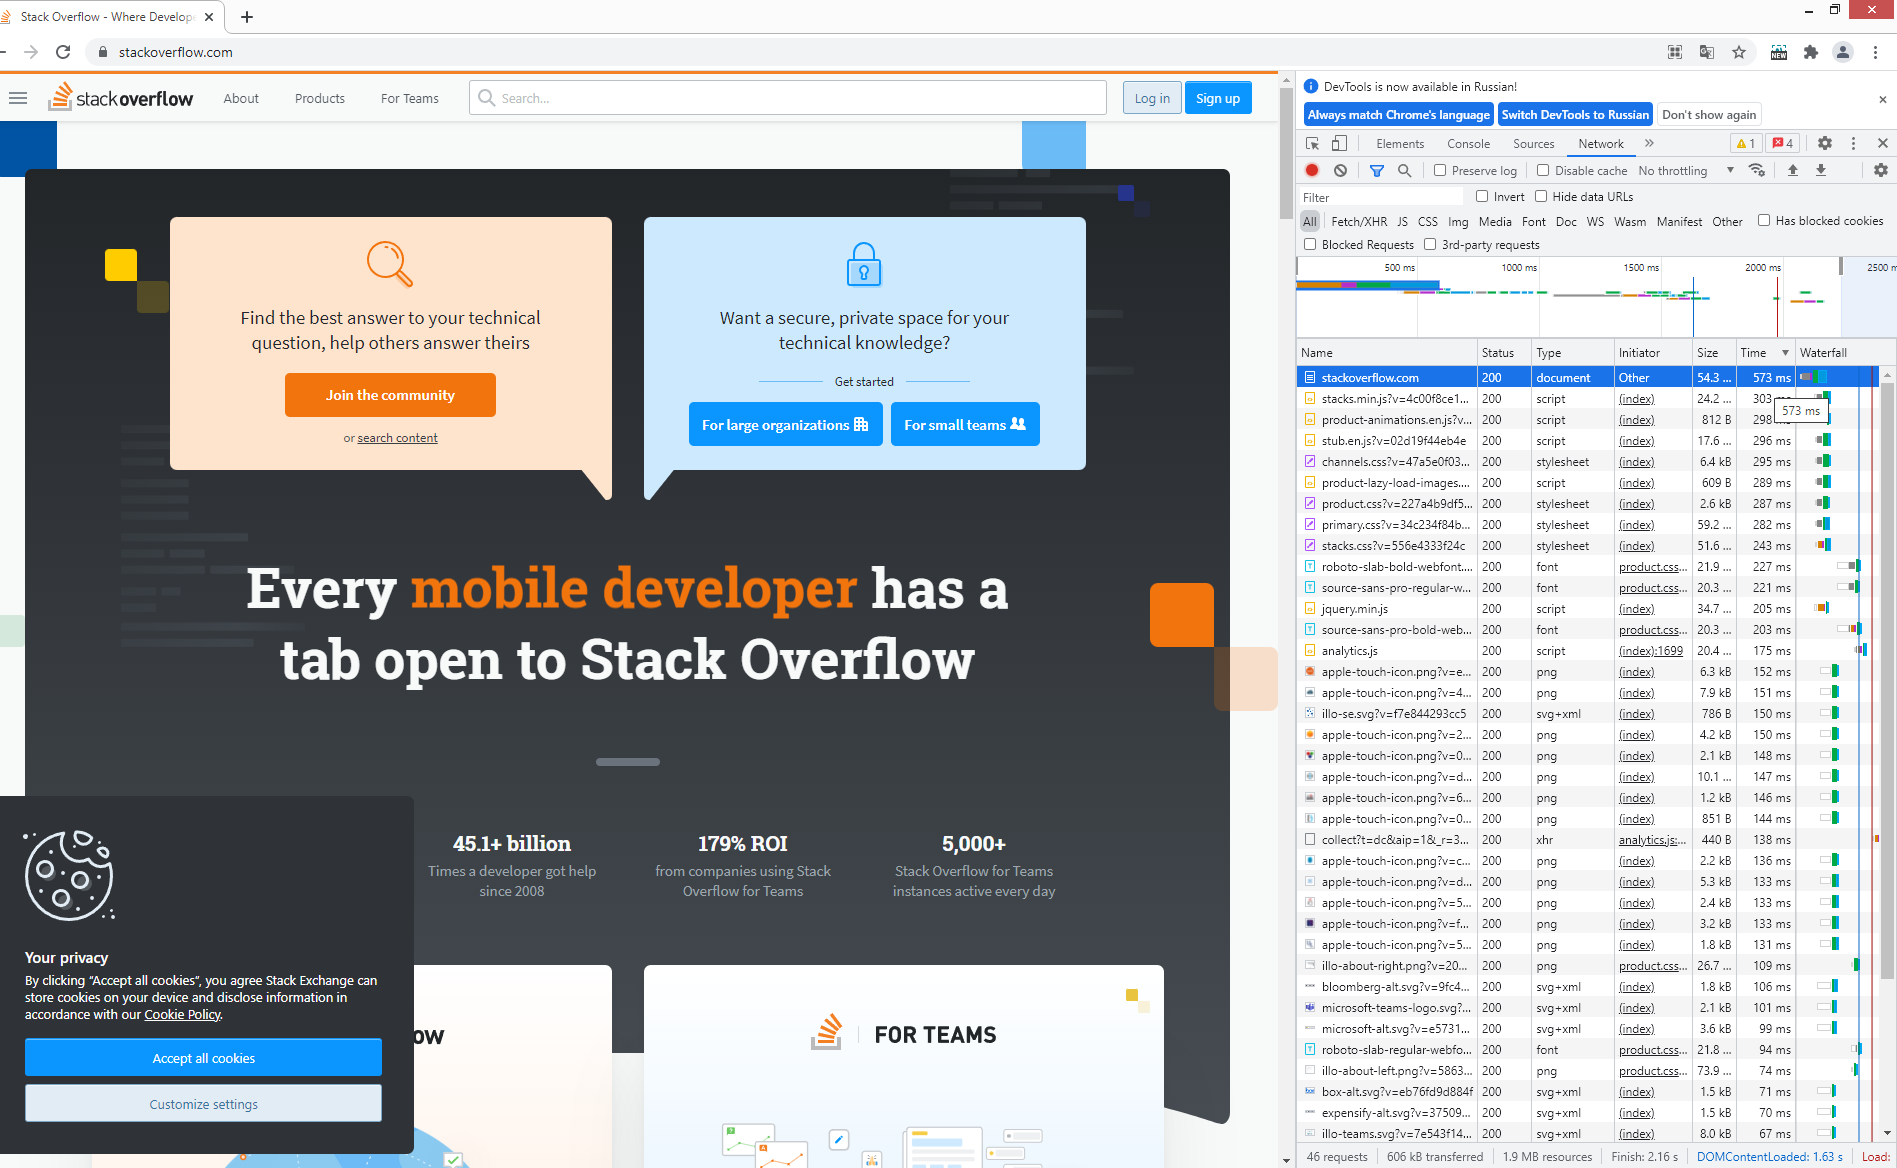 Stack Overflow - Where Develope
stackoverflow.com
NEW
stackoverflow
About
Products
For Teams
Search...
Log in
Sign up
Find the best answer to your technical
question, help others answer theirs
Join the community
or search content
Want a secure, private space for your
technical knowledge?
Get started
For large organizations
For small teams
Every mobile developer has a
tab open to Stack Overflow
45.1+ billion
Times a developer got help
since 2008
179% ROI
from companies using Stack
Overflow for Teams
5,000+
Stack Overflow for Teams
instances active every day
Your privacy
By clicking “Accept all cookies”, you agree Stack Exchange can
store cookies on your device and disclose information in
accordance with our Cookie Policy.
Accept all cookies
Customize settings
ow
FOR TEAMS
DevTools is now available in Russian!
Always match Chrome's language Switch DevTools to Russian Don't show again
Elements Console Sources Network » 1 4
Preserve log Disable cache No throttling
Filter Invert Hide data URLs
All Fetch/XHR JS CSS Img Media Font Doc WS Wasm Manifest Other Has blocked cookies
Blocked Requests 3rd-party requests
500 ms 1000 ms 1500 ms 2000 ms 2500 m
Name Status Type Initiator Size Time Waterfall
stackoverflow.com 200 document Other 54.3 ... 573 ms
stacks.min.js?v=4c00f8ce1... 200 script (index) 24.2 ... 303
573 ms
product-animations.en.js?v... 200 script (index) 812 B 298
stub.en.js?v=02d19f44eb4e 200 script (index) 17.6 ... 296 ms
channels.css?v=47a5e0f03... 200 stylesheet (index) 6.4 kB 295 ms
product-lazy-load-images.... 200 script (index) 609 B 289 ms
product.css?v=227a4b9df5... 200 stylesheet (index) 2.6 kB 287 ms
primary.css?v=34c234f84b... 200 stylesheet (index) 59.2 ... 282 ms
stacks.css?v=556e4333f24c 200 stylesheet (index) 51.6 ... 243 ms
roboto-slab-bold-webfont.... 200 font product.css... 21.9 ... 227 ms
source-sans-pro-regular-w... 200 font product.css... 20.3 ... 221 ms
jquery.min.js 200 script (index) 34.7 ... 205 ms
source-sans-pro-bold-web... 200 font product.css... 20.3 ... 203 ms
analytics.js 200 script (index):1699 20.4 ... 175 ms
apple-touch-icon.png?v=e... 200 png (index) 6.3 kB 152 ms
apple-touch-icon.png?v=4... 200 png (index) 7.9 kB 151 ms
illo-se.svg?v=f7e844293cc5 200 svg+xml (index) 786 B 150 ms
apple-touch-icon.png?v=2... 200 png (index) 4.2 kB 150 ms
apple-touch-icon.png?v=0... 200 png (index) 2.1 kB 148 ms
apple-touch-icon.png?v=d... 200 png (index) 10.1 ... 147 ms
apple-touch-icon.png?v=6... 200 png (index) 1.2 kB 146 ms
apple-touch-icon.png?v=0... 200 png (index) 851 B 144 ms
collect?t=dc&aip=1&_r=3... 200 xhr analytics.js:... 440 B 138 ms
apple-touch-icon.png?v=c... 200 png (index) 2.2 kB 136 ms
apple-touch-icon.png?v=d... 200 png (index) 5.3 kB 133 ms
apple-touch-icon.png?v=5... 200 png (index) 2.4 kB 133 ms
apple-touch-icon.png?v=f... 200 png (index) 3.2 kB 133 ms
apple-touch-icon.png?v=5... 200 png (index) 1.8 kB 131 ms
illo-about-right.png?v=20... 200 png product.css... 26.7 ... 109 ms
bloomberg-alt.svg?v=9fc4... 200 svg+xml (index) 1.8 kB 106 ms
microsoft-teams-logo.svg?... 200 svg+xml (index) 2.1 kB 101 ms
microsoft-alt.svg?v=e5731... 200 svg+xml (index) 3.6 kB 99 ms
roboto-slab-regular-webfo... 200 font product.css... 21.8 ... 94 ms
illo-about-left.png?v=5863... 200 png product.css... 73.9 ... 74 ms
box-alt.svg?v=eb76fd9d884f 200 svg+xml (index) 1.5 kB 71 ms
expensify-alt.svg?v=37509... 200 svg+xml (index) 1.5 kB 70 ms
illo-teams.svg?v=7e543f14... 200 svg+xml (index) 8.0 kB 67 ms
46 requests 606 kB transferred 1.9 MB resources Finish: 2.16 s DOMContentLoaded: 1.63 s Load: